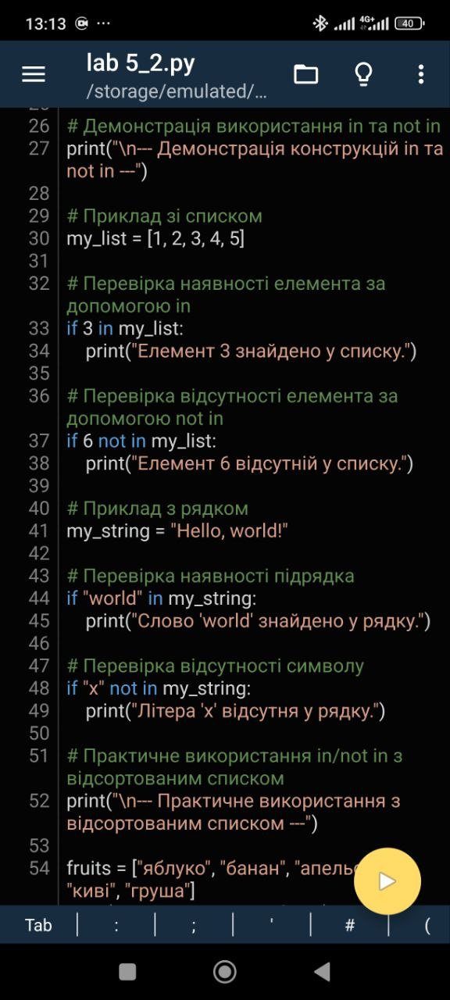 13:13 ... 4G+ 40
lab 5_2.py
/storage/emulated/...
26 # Демонстрація використання in та not in
27 print("\n--- Демонстрація конструкцій in та
not in ---")
28
29 # Приклад зі списком
30 my_list = [1, 2, 3, 4, 5]
31
32 # Перевірка наявності елемента за
допомогою in
33 if 3 in my_list:
34 print("Елемент 3 знайдено у списку.")
35
36 # Перевірка відсутності елемента за
допомогою not in
37 if 6 not in my_list:
38 print("Елемент 6 відсутній у списку.")
39
40 # Приклад з рядком
41 my_string = "Hello, world!"
42
43 # Перевірка наявності підрядка
44 if "world" in my_string:
45 print("Слово 'world' знайдено у рядку.")
46
47 # Перевірка відсутності символу
48 if "x" not in my_string:
49 print("Літера 'x' відсутня у рядку.")
50
51 # Практичне використання in/not in з
відсортованим списком
52 print("\n--- Практичне використання з
відсортованим списком ---")
53
54 fruits = ["яблуко", "банан",
"киві", "груша"]
Tab : ; ' # (